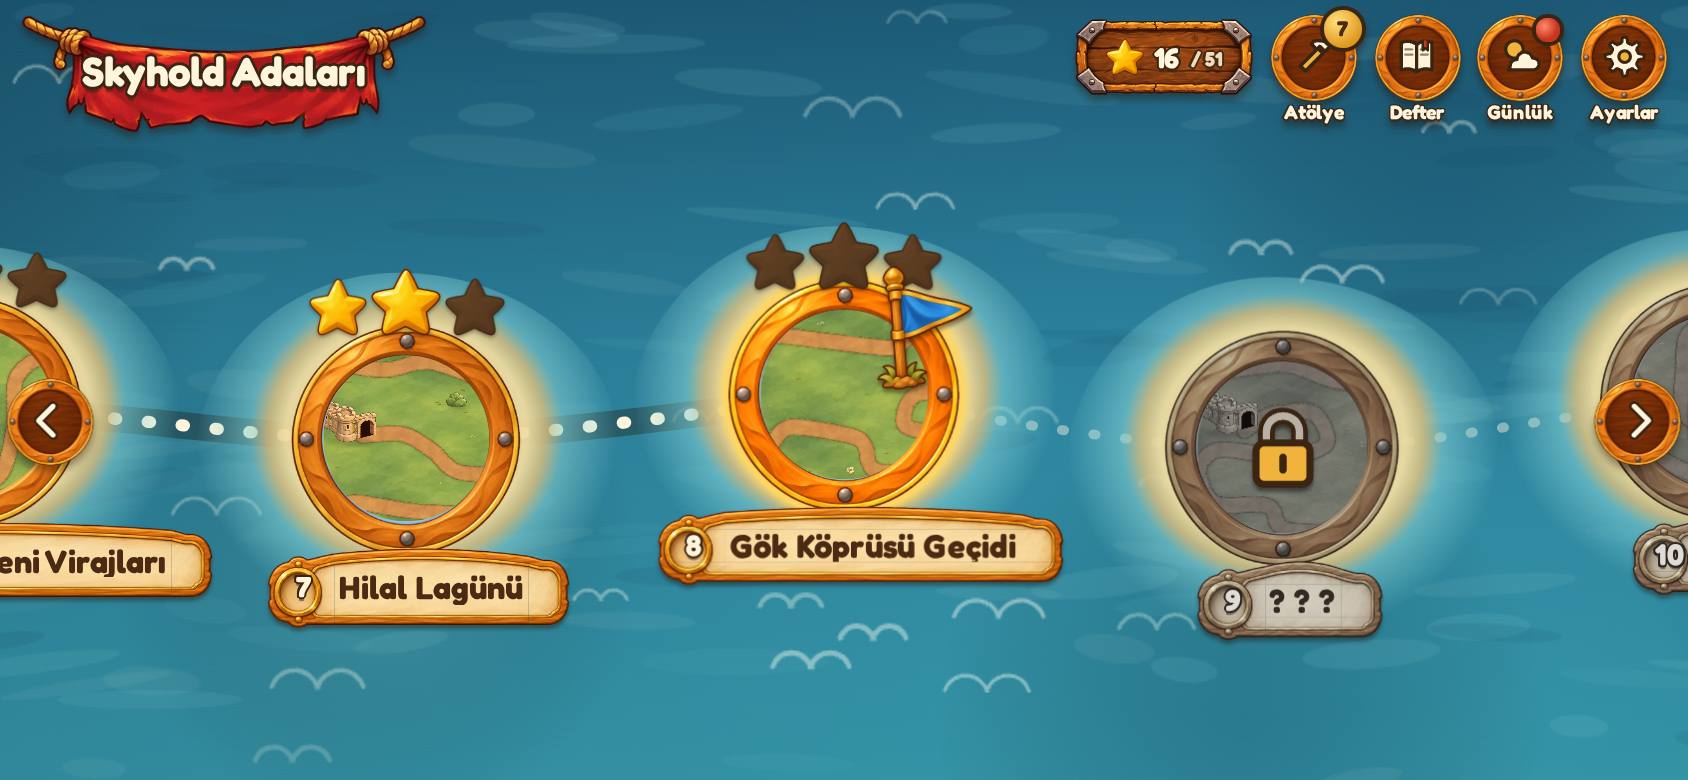 Skyhold Adaları
16 /51
7
Atölye
Defter
Günlük
Ayarlar
eni Virajları
7 Hilal Lagünü
8 Gök Köprüsü Geçidi
9 ? ? ?
10